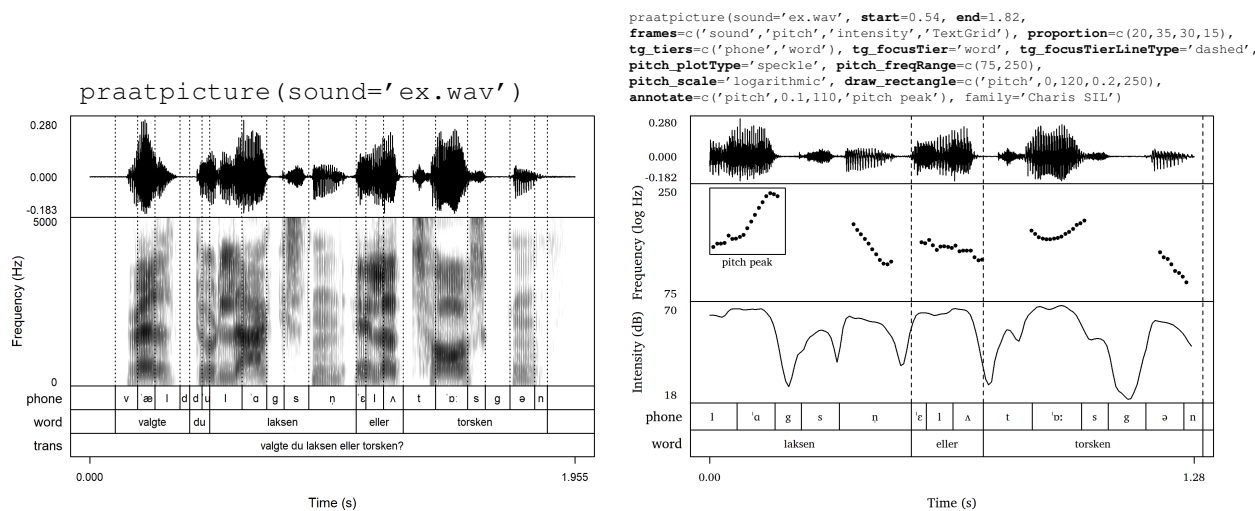 praatpicture(sound='ex.wav')
0.280
0.000
-0.183
5000
Frequency (Hz)
0
phone v ˈæ l d d u l ˈɑ g s n̩ ˈɛ l ʌ t ˈɒː s g ə n
word valgte du laksen eller torsken
trans valgte du laksen eller torsken?
0.000 1.955
Time (s)
praatpicture(sound='ex.wav', start=0.54, end=1.82,
frames=c('sound','pitch','intensity','TextGrid'), proportion=c(20,35,30,15),
tg_tiers=c('phone','word'), tg_focusTier='word', tg_focusTierLineType='dashed',
pitch_plotType='speckle', pitch_freqRange=c(75,250),
pitch_scale='logarithmic', draw_rectangle=c('pitch',0,120,0.2,250),
annotate=c('pitch',0.1,110,'pitch peak'), family='Charis SIL')
0.280
0.000
-0.182
250
Frequency (log Hz)
pitch peak
75
70
Intensity (dB)
18
phone l ˈɑ g s n̩ ˈɛ l ʌ t ˈɒː s g ə n
word laksen eller torsken
0.00 1.28
Time (s)